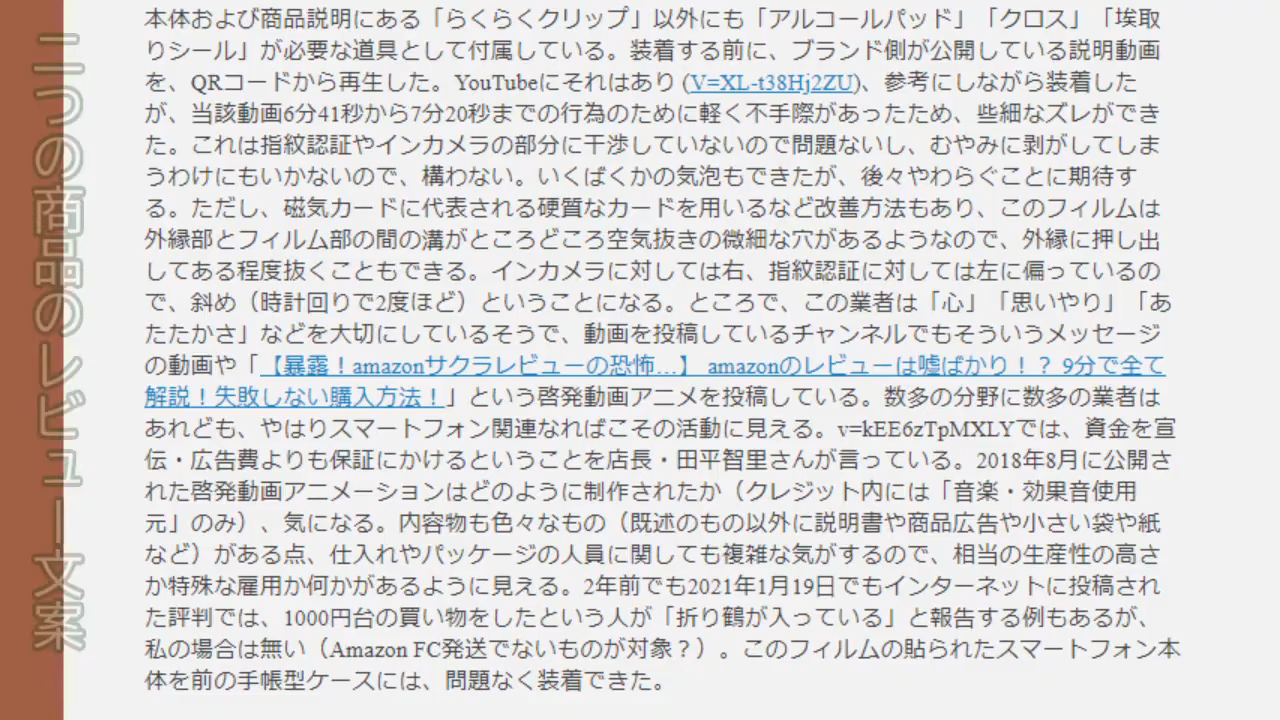 二つの商品のレビュー文案
本体および商品説明にある「らくらくクリップ」以外にも「アルコールパッド」「クロス」「埃取
りシール」が必要な道具として付属している。装着する前に、ブランド側が公開している説明動画
を、QRコードから再生した。YouTubeにそれはあり (V=XL-t38Hj2ZU)、参考にしながら装着した
が、当該動画6分41秒から7分20秒までの行為のために軽く不手際があったため、些細なズレができ
た。これは指紋認証やインカメラの部分に干渉していないので問題ないし、むやみに剥がしてしま
うわけにもいかないので、構わない。いくばくかの気泡もできたが、後々やわらぐことに期待す
る。ただし、磁気カードに代表される硬質なカードを用いるなど改善方法もあり、このフィルムは
外縁部とフィルム部の間の溝がところどころ空気抜きの微細な穴があるようなので、外縁に押し出
してある程度抜くこともできる。インカメラに対しては右、指紋認証に対しては左に偏っているの
で、斜め（時計回りで2度ほど）ということになる。ところで、この業者は「心」「思いやり」「あ
たたかさ」などを大切にしているそうで、動画を投稿しているチャンネルでもそういうメッセージ
の動画や「【暴露！amazonサクラレビューの恐怖…】 amazonのレビューは嘘ばかり！？ 9分で全て
解説！失敗しない購入方法！」という啓発動画アニメを投稿している。数多の分野に数多の業者は
あれども、やはりスマートフォン関連なればこその活動に見える。v=kEE6zTpMXLYでは、資金を宣
伝・広告費よりも保証にかけるということを店長・田平智里さんが言っている。2018年8月に公開さ
れた啓発動画アニメーションはどのように制作されたか（クレジット内には「音楽・効果音使用
元」のみ）、気になる。内容物も色々なもの（既述のもの以外に説明書や商品広告や小さい袋や紙
など）がある点、仕入れやパッケージの人員に関しても複雑な気がするので、相当の生産性の高さ
か特殊な雇用か何かがあるように見える。2年前でも2021年1月19日でもインターネットに投稿され
た評判では、1000円台の買い物をしたという人が「折り鶴が入っている」と報告する例もあるが、
私の場合は無い（Amazon FC発送でないものが対象？）。このフィルムの貼られたスマートフォン本
体を前の手帳型ケースには、問題なく装着できた。